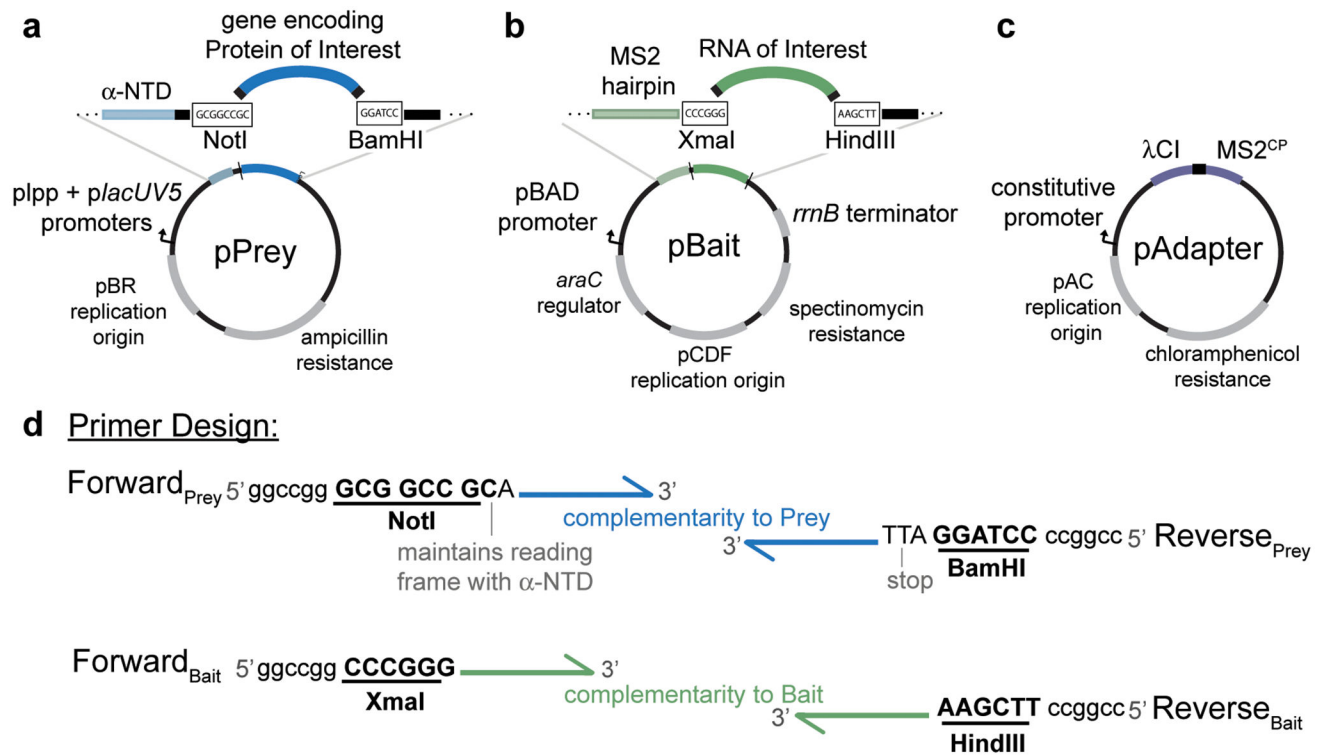 a
gene encoding
Protein of Interest
α-NTD
GCGGCCGC
GGATCC
NotI
BamHI
plpp + placUV5
promoters
pPrey
pBR
replication
origin
ampicillin
resistance
b
RNA of Interest
MS2
hairpin
CCCGGG
AAGCTT
XmaI
HindIII
pBAD
promoter
rrnB terminator
pBait
araC
regulator
spectinomycin
resistance
pCDF
replication origin
c
λCI
MS2CP
constitutive
promoter
pAdapter
pAC
replication
origin
chloramphenicol
resistance
d Primer Design:
ForwardPrey 5’ ggccgg GCG GCC GCA 3’
NotI
complementarity to Prey
maintains reading
frame with α-NTD
3’ TTA GGATCC ccggcc 5’ ReversePrey
stop
BamHI
ForwardBait 5’ ggccgg CCCGGG 3’
XmaI
complementarity to Bait
3’ AAGCTT ccggcc 5’ ReverseBait
HindIII